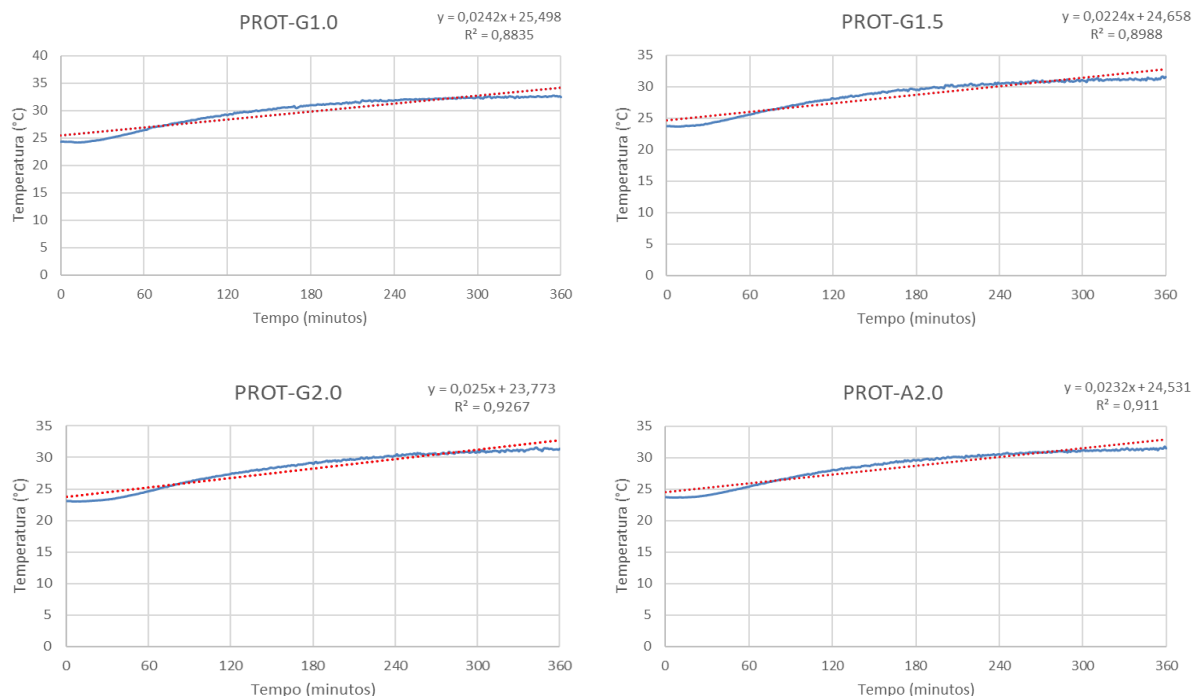 PROT-G1.0
y = 0,0242x + 25,498
R² = 0,8835
Temperatura (°C)
40
35
30
25
20
15
10
5
0
0 60 120 180 240 300 360
Tempo (minutos)
PROT-G1.5
y = 0,0224x + 24,658
R² = 0,8988
Temperatura (°C)
35
30
25
20
15
10
5
0
0 60 120 180 240 300 360
Tempo (minutos)
PROT-G2.0
y = 0,025x + 23,773
R² = 0,9267
Temperatura (°C)
35
30
25
20
15
10
5
0
0 60 120 180 240 300 360
Tempo (minutos)
PROT-A2.0
y = 0,0232x + 24,531
R² = 0,911
Temperatura (°C)
35
30
25
20
15
10
5
0
0 60 120 180 240 300 360
Tempo (minutos)